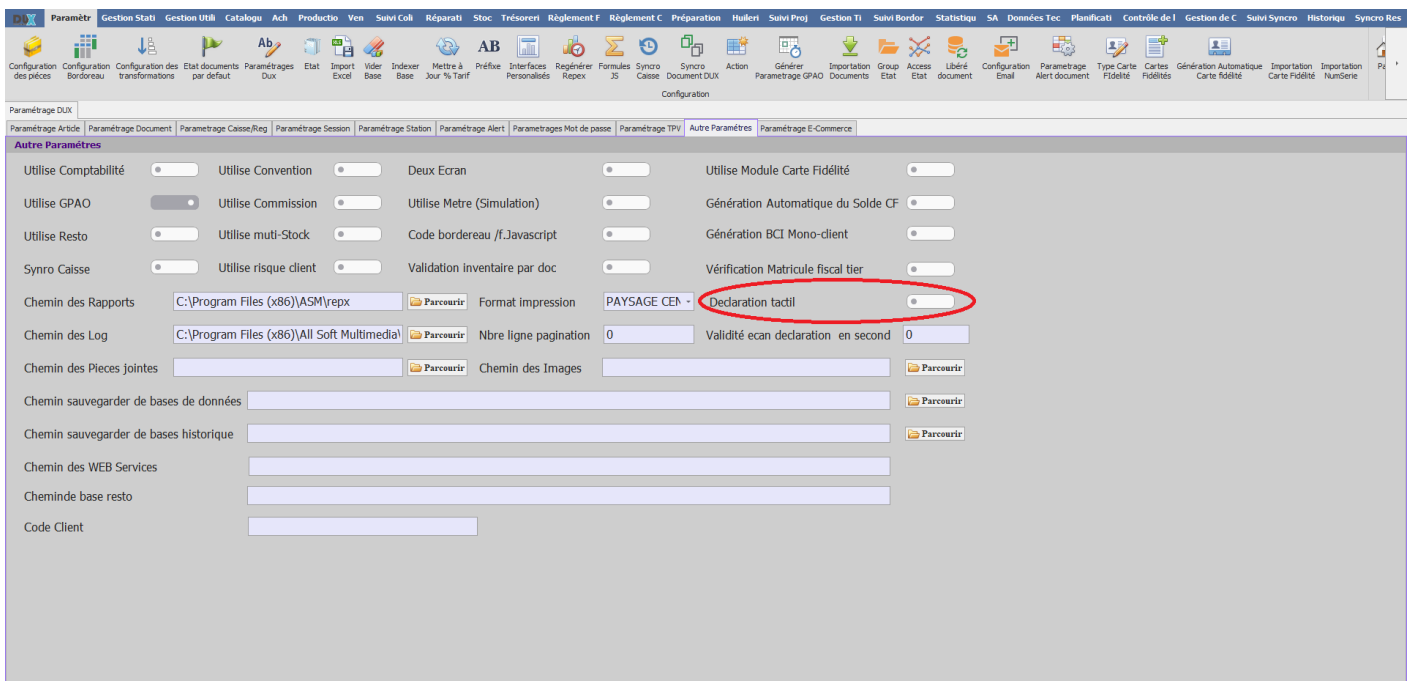 DUX Paramètr Gestion Stati Gestion Utili Catalogu Ach Productio Ven Suivi Coli Réparati Stoc Trésoreri Règlement F Règlement C Préparation Huileri Suivi Proj Gestion Ti Suivi Bordor Statistiqu SA Données Tec Planificati Contrôle de l Gestion de C Suivi Syncro Historiqu Syncro Res
Configuration des piéces
Configuration Bordoreau
Configuration des transformations
Etat documents par defaut
Ab
Paramétrages Dux
Etat
Import Excel
Vider Base
Indexer Base
Mettre à Jour % Tarif
AB
Préfixe
Interfaces Personalisés
Regénérer Repex
Formules JS
Syncro Caisse
Syncro Document DUX
Action
Générer Parametrage GPAO
Importation Documents
Group Etat
Access Etat
Libéré document
Configuration Email
Parametrage Alert document
Type Carte FIdelité
Cartes Fidélités
Génération Automatique Carte fidélité
Importation Carte Fidélité
Importation NumSerie
Pa
Configuration
Paramétrage DUX
Paramétrage Article Paramétrage Document Parametrage Caisse/Reg Paramétrage Session Paramétrage Station Paramétrage Alert Parametrages Mot de passe Paramétrage TPV Autre Paramétres Paramétrage E-Commerce
Autre Paramétres
Utilise Comptabilité Utilise Convention Deux Ecran Utilise Module Carte Fidélité
Utilise GPAO Utilise Commission Utilise Metre (Simulation) Génération Automatique du Solde CF
Utilise Resto Utilise muti-Stock Code bordereau /f.Javascript Génération BCI Mono-client
Synro Caisse Utilise risque client Validation inventaire par doc Vérification Matricule fiscal tier
Chemin des Rapports C:\Program Files (x86)\ASM\repx Parcourir Format impression PAYSAGE CEN Declaration tactil
Chemin des Log C:\Program Files (x86)\All Soft Multimedia\ Parcourir Nbre ligne pagination 0 Validité ecan declaration en second 0
Chemin des Pieces jointes Parcourir Chemin des Images Parcourir
Chemin sauvegarder de bases de données Parcourir
Chemin sauvegarder de bases historique Parcourir
Chemin des WEB Services
Cheminde base resto
Code Client